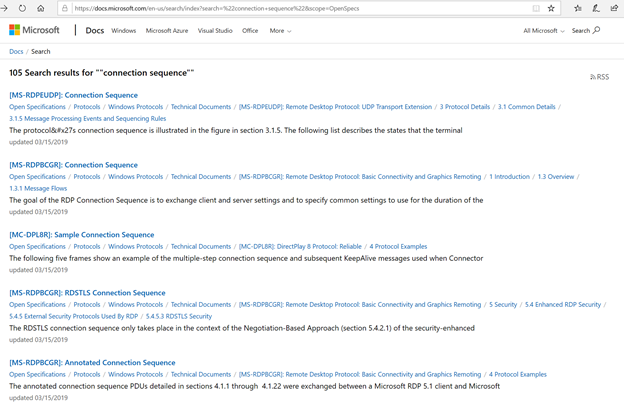 https://docs.microsoft.com/en-us/search/index?search=%22connection+sequence%22&scope=OpenSpecs
Microsoft | Docs Windows Microsoft Azure Visual Studio Office More All Microsoft Search
Docs / Search
105 Search results for ""connection sequence""
RSS
[MS-RDPEUDP]: Connection Sequence
Open Specifications / Protocols / Windows Protocols / Technical Documents / [MS-RDPEUDP]: Remote Desktop Protocol: UDP Transport Extension / 3 Protocol Details / 3.1 Common Details /
3.1.5 Message Processing Events and Sequencing Rules
The protocol&#x27s connection sequence is illustrated in the figure in section 3.1.5. The following list describes the states that the terminal
updated 03/15/2019
[MS-RDPBCGR]: Connection Sequence
Open Specifications / Protocols / Windows Protocols / Technical Documents / [MS-RDPBCGR]: Remote Desktop Protocol: Basic Connectivity and Graphics Remoting / 1 Introduction / 1.3 Overview /
1.3.1 Message Flows
The goal of the RDP Connection Sequence is to exchange client and server settings and to specify common settings to use for the duration of the
updated 03/15/2019
[MC-DPL8R]: Sample Connection Sequence
Open Specifications / Protocols / Windows Protocols / Technical Documents / [MC-DPL8R]: DirectPlay 8 Protocol: Reliable / 4 Protocol Examples
The following five frames show an example of the multiple-step connection sequence and subsequent KeepAlive messages used when Connector
updated 03/15/2019
[MS-RDPBCGR]: RDSTLS Connection Sequence
Open Specifications / Protocols / Windows Protocols / Technical Documents / [MS-RDPBCGR]: Remote Desktop Protocol: Basic Connectivity and Graphics Remoting / 5 Security / 5.4 Enhanced RDP Security /
5.4.5 External Security Protocols Used By RDP / 5.4.5.3 RDSTLS Security
The RDSTLS connection sequence only takes place in the context of the Negotiation-Based Approach (section 5.4.2.1) of the security-enhanced
updated 03/15/2019
[MS-RDPBCGR]: Annotated Connection Sequence
Open Specifications / Protocols / Windows Protocols / Technical Documents / [MS-RDPBCGR]: Remote Desktop Protocol: Basic Connectivity and Graphics Remoting / 4 Protocol Examples
The annotated connection sequence PDUs detailed in sections 4.1.1 through 4.1.22 were exchanged between a Microsoft RDP 5.1 client and Microsoft
updated 03/15/2019